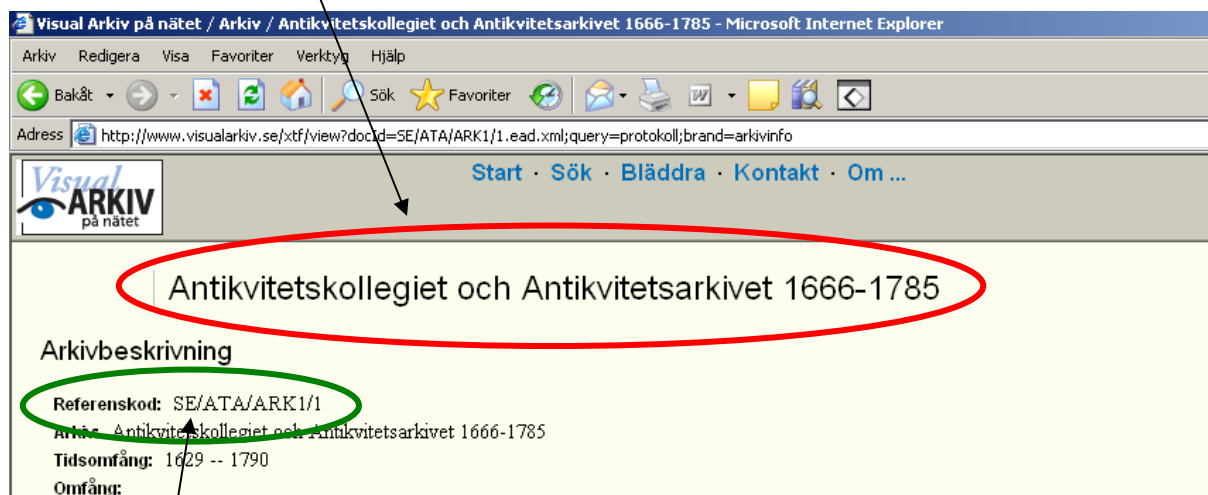 Visual Arkiv på nätet / Arkiv / Antikvitetskollegiet och Antikvitetsarkivet 1666-1785 - Microsoft Internet Explorer
Arkiv Redigera Visa Favoriter Verktyg Hjälp
Bakåt Sök Favoriter
Adress http://www.visualarkiv.se/xtf/view?docId=SE/ATA/ARK1/1.ead.xml;query=protokoll;brand=arkivinfo
Visual ARKIV på nätet
Start · Sök · Bläddra · Kontakt · Om ...
Antikvitetskollegiet och Antikvitetsarkivet 1666-1785
Arkivbeskrivning
Referenskod: SE/ATA/ARK1/1
Arkiv: Antikvitetskollegiet och Antikvitetsarkivet 1666-1785
Tidsomfång: 1629 -- 1790
Omfång: